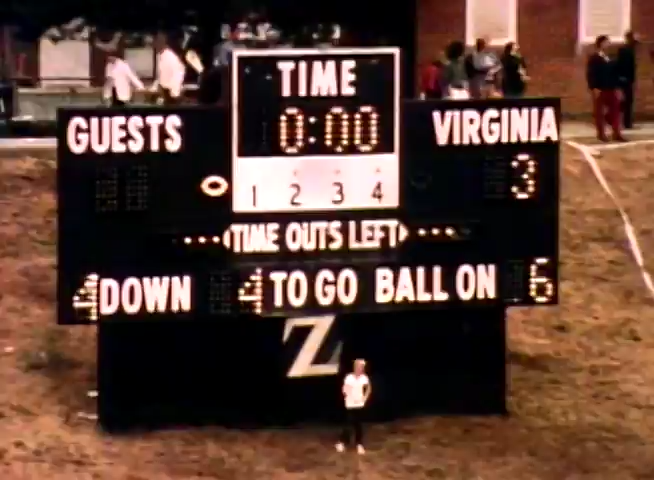 TIME
0:00
GUESTS VIRGINIA
3
1 2 3 4
TIME OUTS LEFT
4 DOWN 4 TO GO BALL ON 6
Z